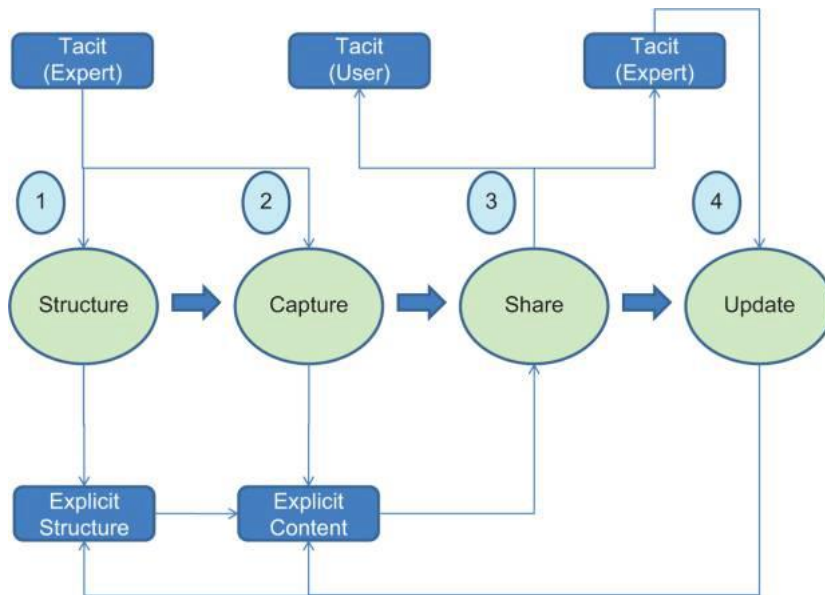 Tacit
(Expert)
Tacit
(User)
Tacit
(Expert)
1
2
3
4
Structure
Capture
Share
Update
Explicit
Structure
Explicit
Content